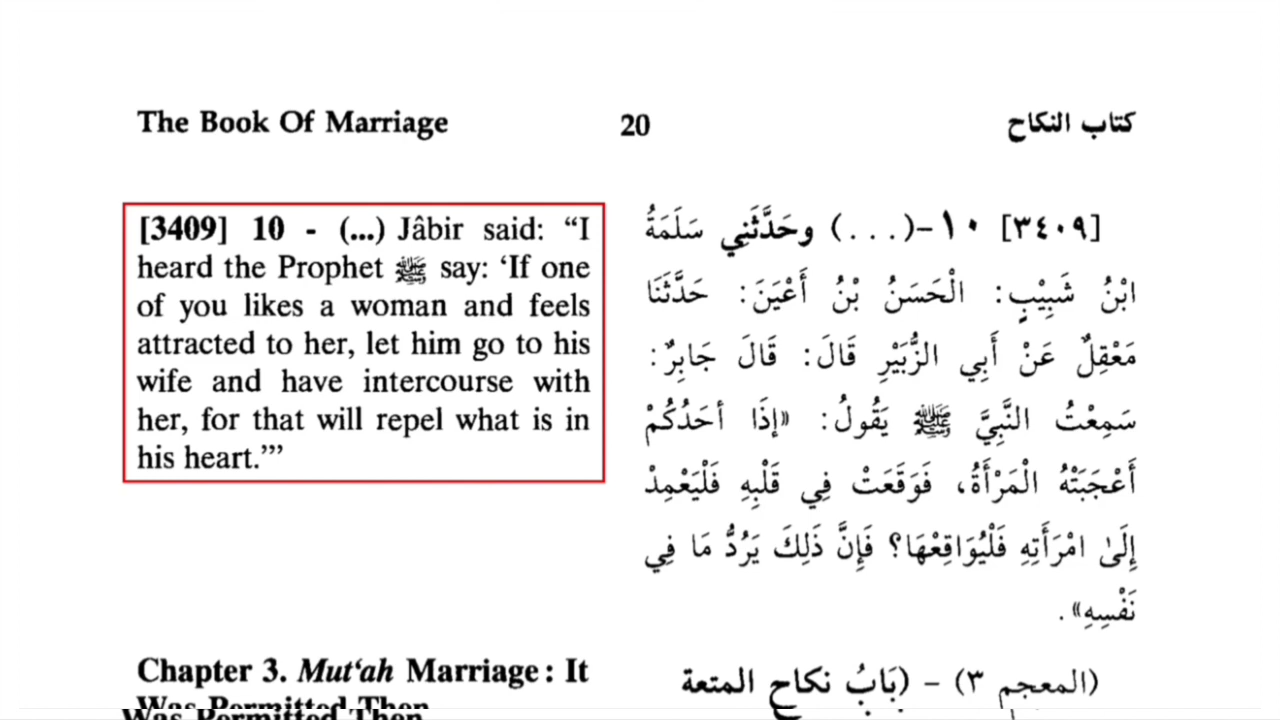 The Book Of Marriage
20
كتاب النكاح
[3409] 10 - (...) Jâbir said: “I
heard the Prophet ﷺ say: ‘If one
of you likes a woman and feels
attracted to her, let him go to his
wife and have intercourse with
her, for that will repel what is in
his heart.’”
Chapter 3. Mut‘ah Marriage: It
Was Permitted Then
[٣٤٠٩] ١٠-(...) وحَدَّثَنِي سَلَمَةُ
ابْنُ شَبِيْبٍ: الْحَسَنُ بْنُ أَعْيَنَ: حَدَّثَنَا
مَعْقِلٌ عَنْ أَبِي الزُّبَيْرِ قَالَ: قَالَ جَابِرٌ:
سَمِعْتُ النَّبِيَّ ﷺ يَقُولُ: «إذَا أحَدُكُمْ
أَعْجَبَتْهُ الْمَرْأَةُ، فَوَقَعَتْ فِي قَلْبِهِ فَلْيَعْمِدْ
إِلَىٰ امْرَأَتِهِ فَلْيُوَاقِعْهَا؟ فَإِنَّ ذَلِكَ يَرُدُّ مَا فِي
نَفْسِهِ».
(المعجم ٣) - (بَابُ نكاح المتعة